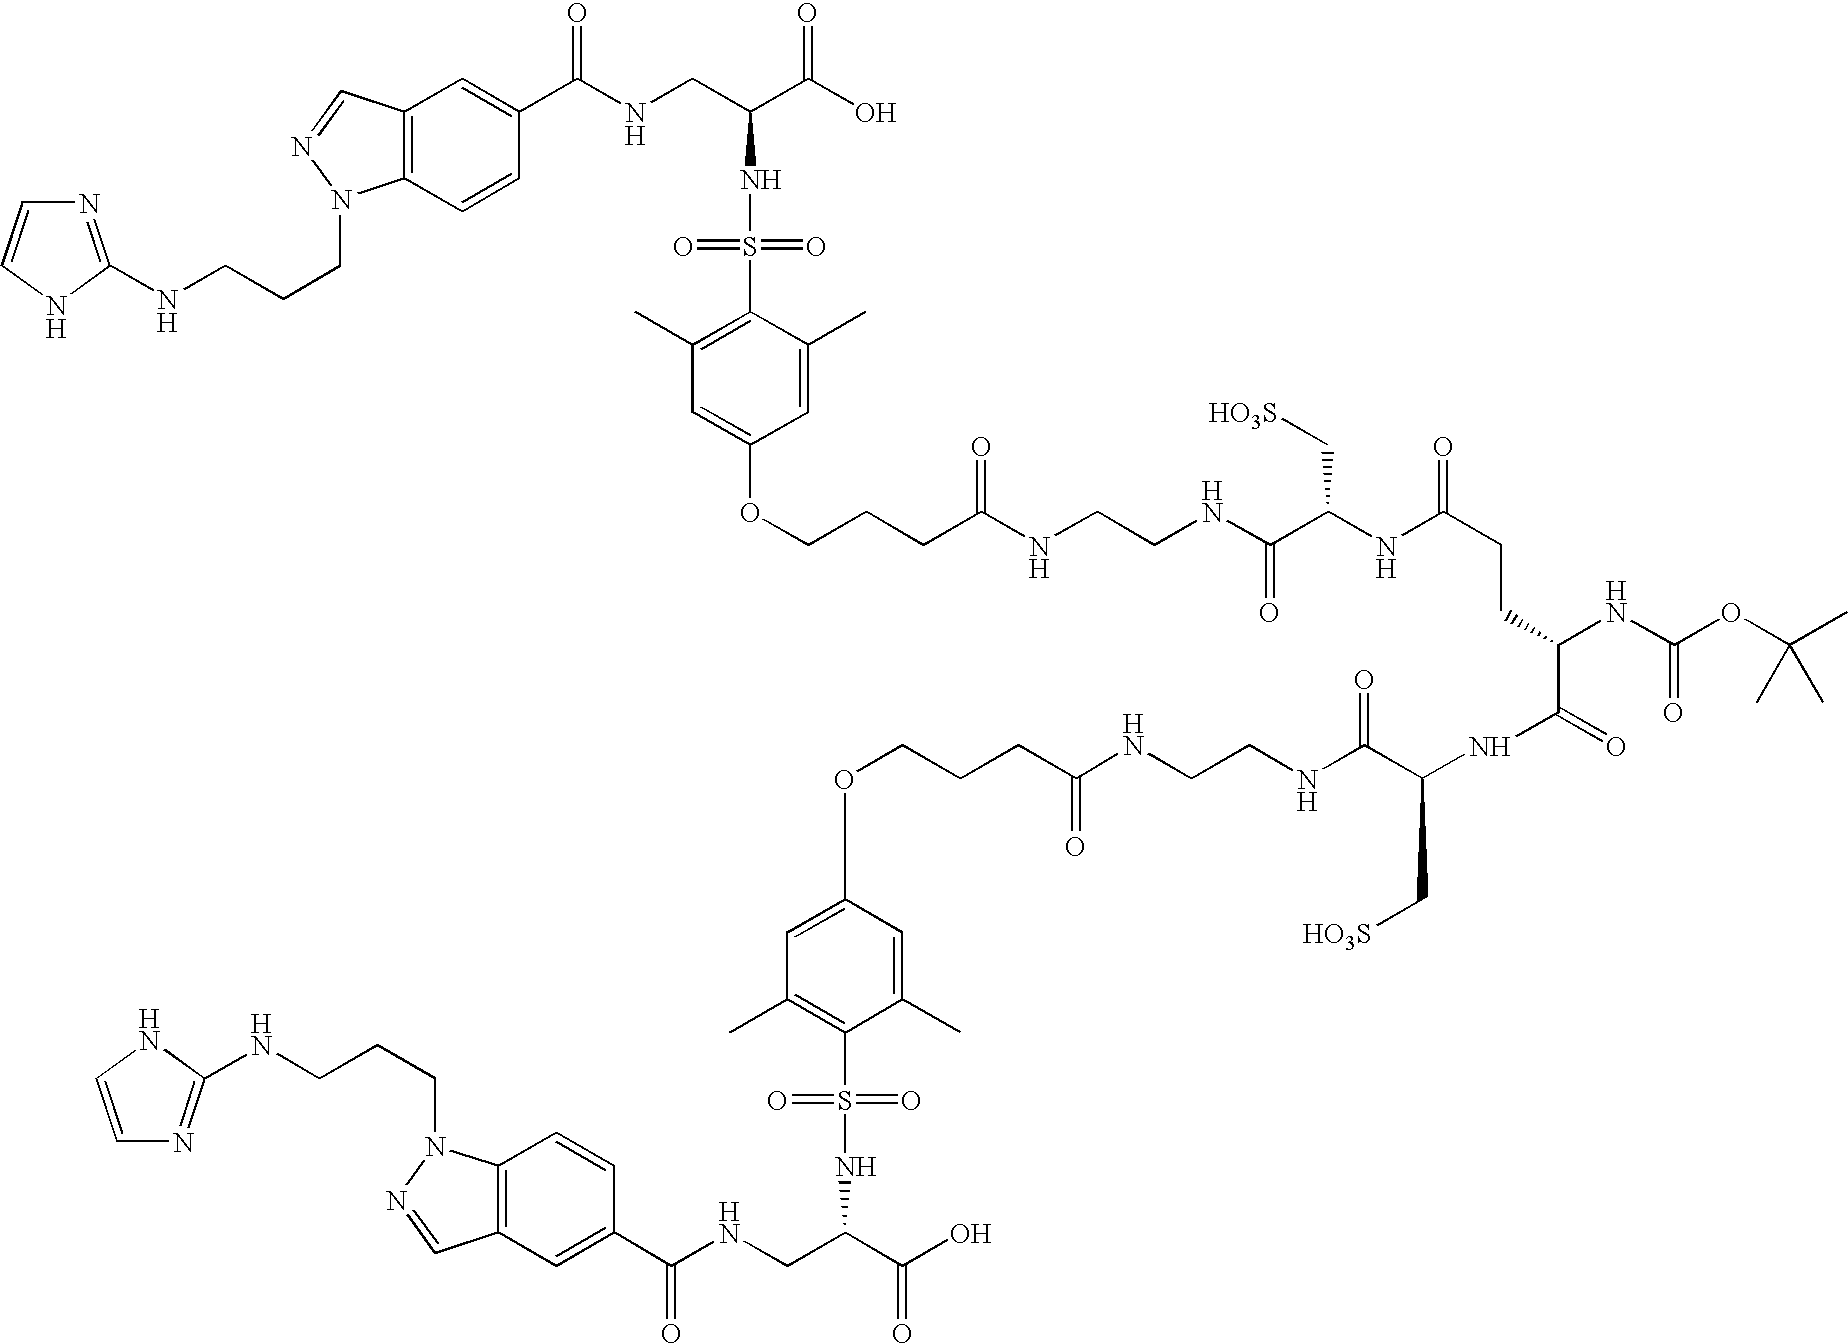 O O
N H OH
N
N NH
N N
N H N H O S O
HO3S
O H N O
O N H O N H
H N O
O O
H N NH O
O N H
O
HO3S
H N H N
N O S O
N NH
N H N OH
O O